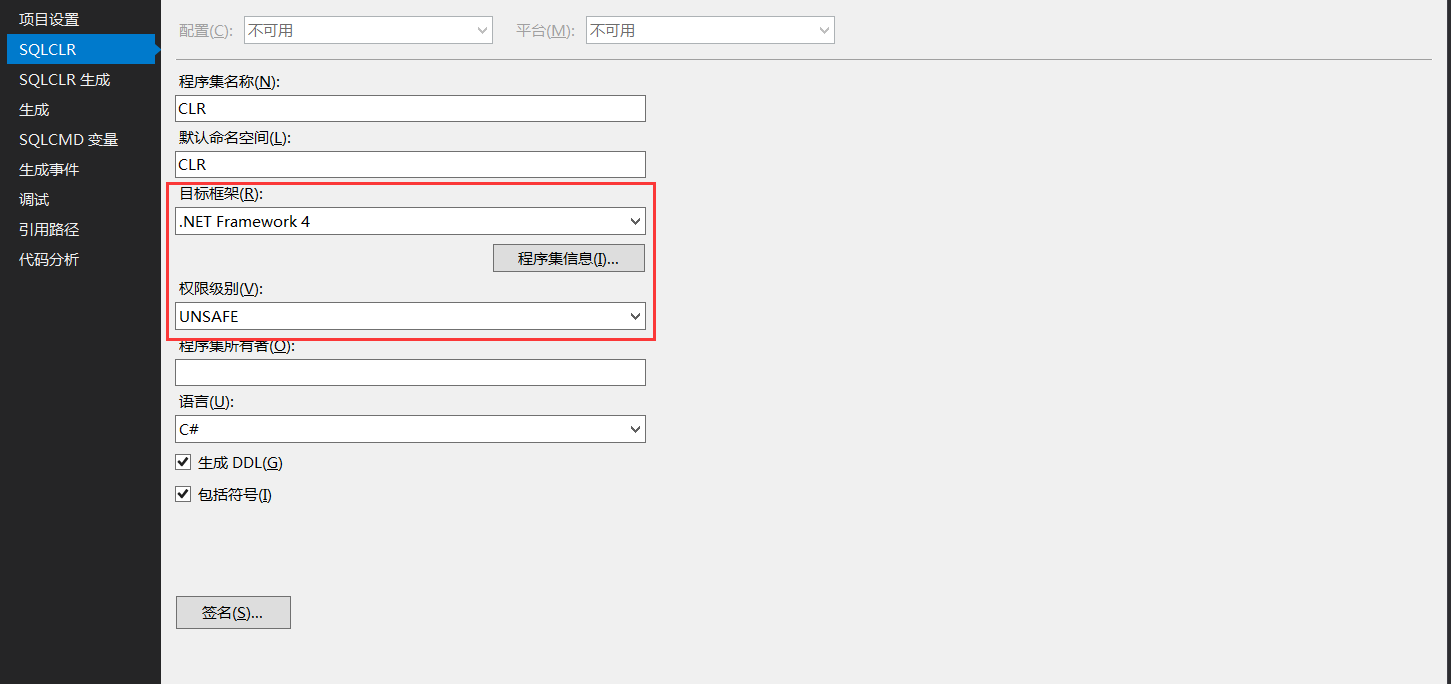 项目设置
SQLCLR
SQLCLR 生成
生成
SQLCMD 变量
生成事件
调试
引用路径
代码分析
配置(C): 不可用 平台(M): 不可用
程序集名称(N):
CLR
默认命名空间(L):
CLR
目标框架(R):
.NET Framework 4
程序集信息(I)...
权限级别(V):
UNSAFE
程序集所有者(O):
语言(U):
C#
生成 DDL(G)
包括符号(I)
签名(S)...